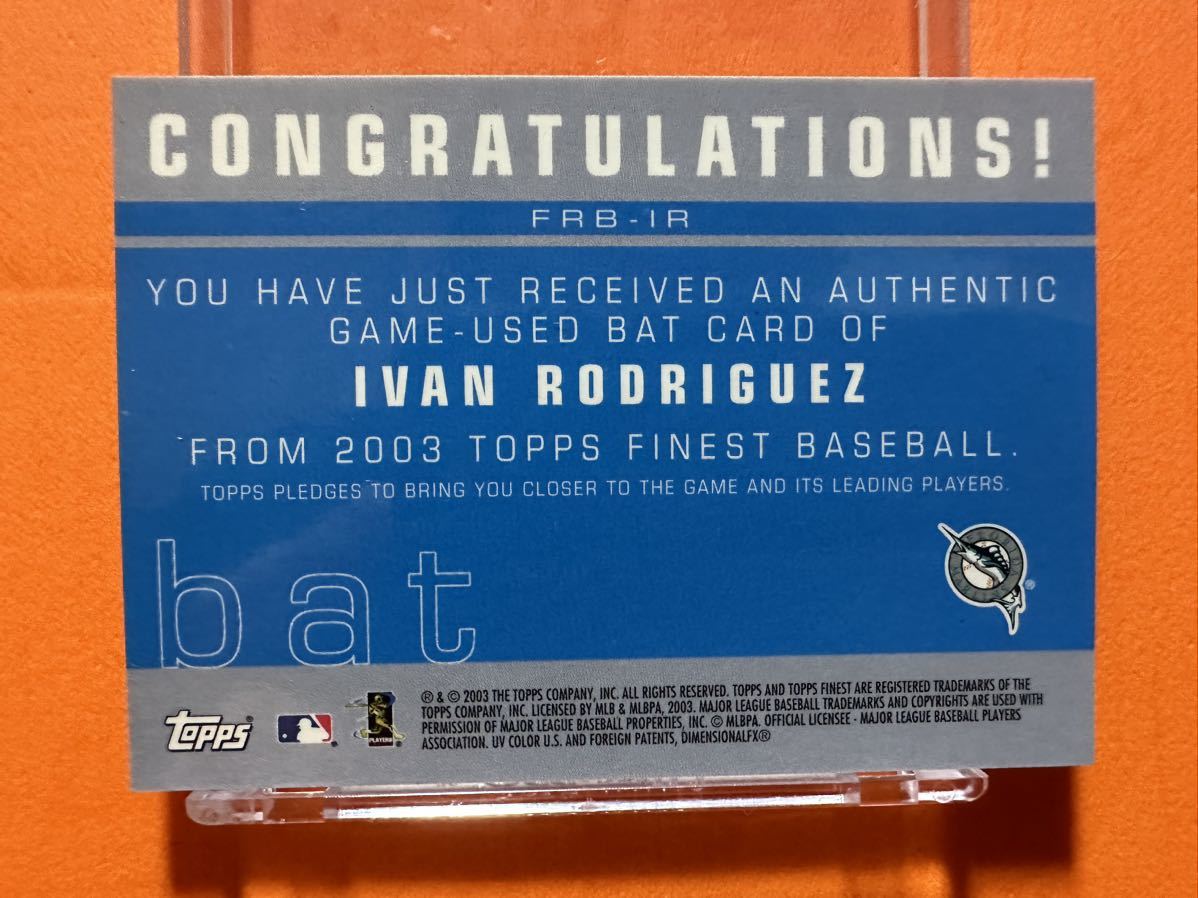 CONGRATULATIONS!
FRB-IR
YOU HAVE JUST RECEIVED AN AUTHENTIC
GAME-USED BAT CARD OF
IVAN RODRIGUEZ
FROM 2003 TOPPS FINEST BASEBALL.
TOPPS PLEDGES TO BRING YOU CLOSER TO THE GAME AND ITS LEADING PLAYERS.
bat
topps
PLAYERS
® & © 2003 THE TOPPS COMPANY, INC. ALL RIGHTS RESERVED. TOPPS AND TOPPS FINEST ARE REGISTERED TRADEMARKS OF THE
TOPPS COMPANY, INC. LICENSED BY MLB & MLBPA, 2003. MAJOR LEAGUE BASEBALL TRADEMARKS AND COPYRIGHTS ARE USED WITH
PERMISSION OF MAJOR LEAGUE BASEBALL PROPERTIES, INC. © MLBPA. OFFICIAL LICENSEE - MAJOR LEAGUE BASEBALL PLAYERS
ASSOCIATION. UV COLOR U.S. AND FOREIGN PATENTS, DIMENSIONALFX®